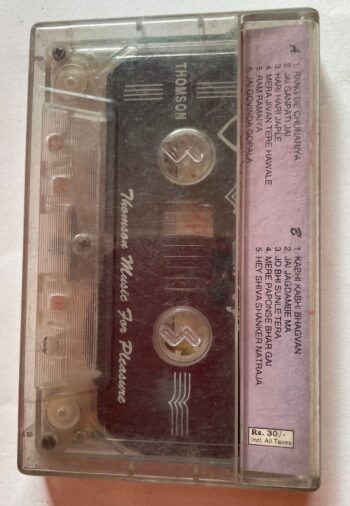 THOMSON
Thomson Music For Pleasure
A
1. RANG DE CHUNARIYA
2. JAI GANPATI JAI
3. HARI HARI JAPLE
4. MERA JIVAN TERE HAWALE
5. RAM RAMAIYA
6. JAI GOVINDA GOPALA
B
1. KABHI KABHI BHAGVAN
2. JAI JAGDAMBE MA
3. JO BHI SUNLE TERA
4. MERE PAPONSE BHAR GAI
5. HEY SHIVA SHANKER NATRAJA
Rs. 30/-
Incl. All Taxes